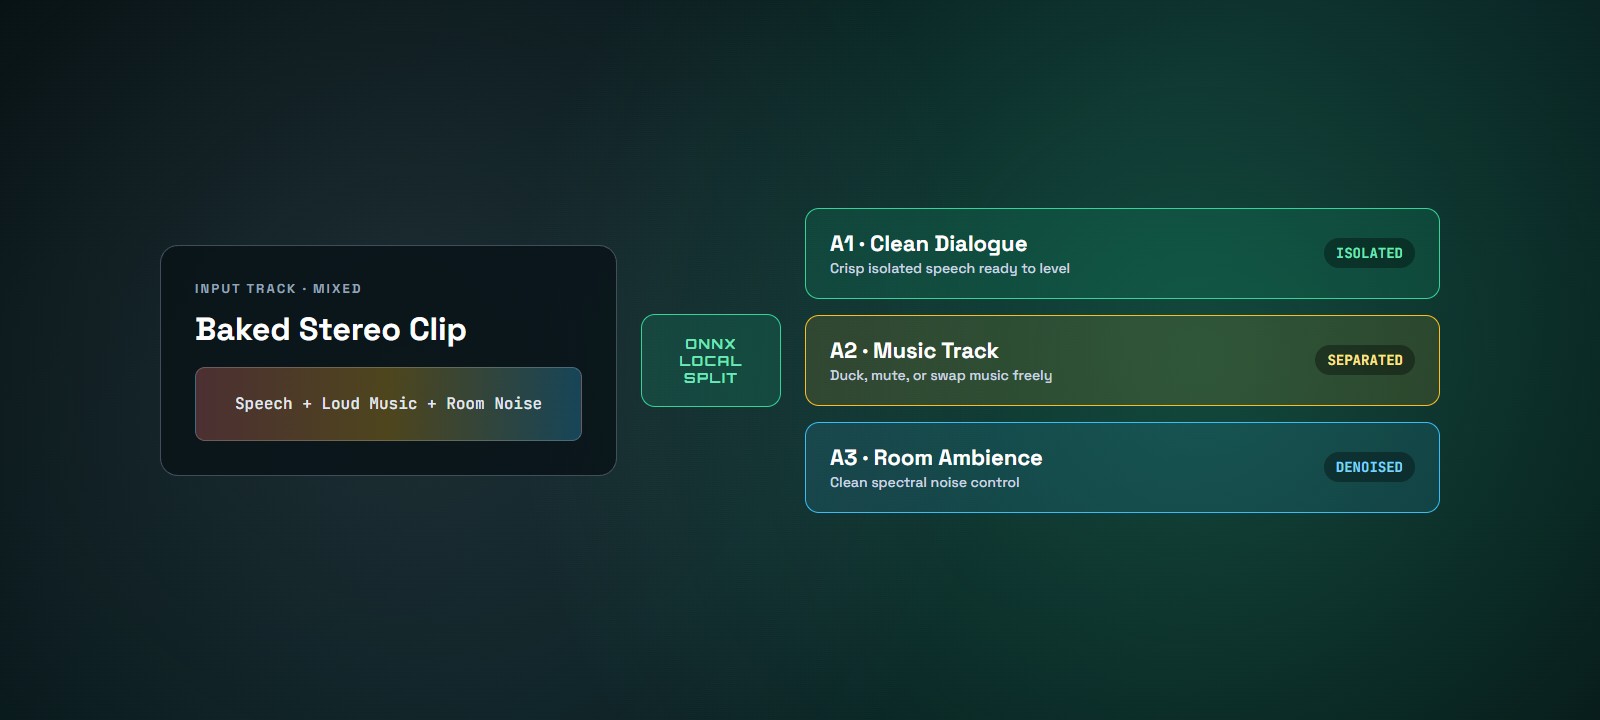 INPUT TRACK · MIXED
Baked Stereo Clip
Speech + Loud Music + Room Noise
ONNX
LOCAL
SPLIT
A1 · Clean Dialogue
Crisp isolated speech ready to level
ISOLATED
A2 · Music Track
Duck, mute, or swap music freely
SEPARATED
A3 · Room Ambience
Clean spectral noise control
DENOISED